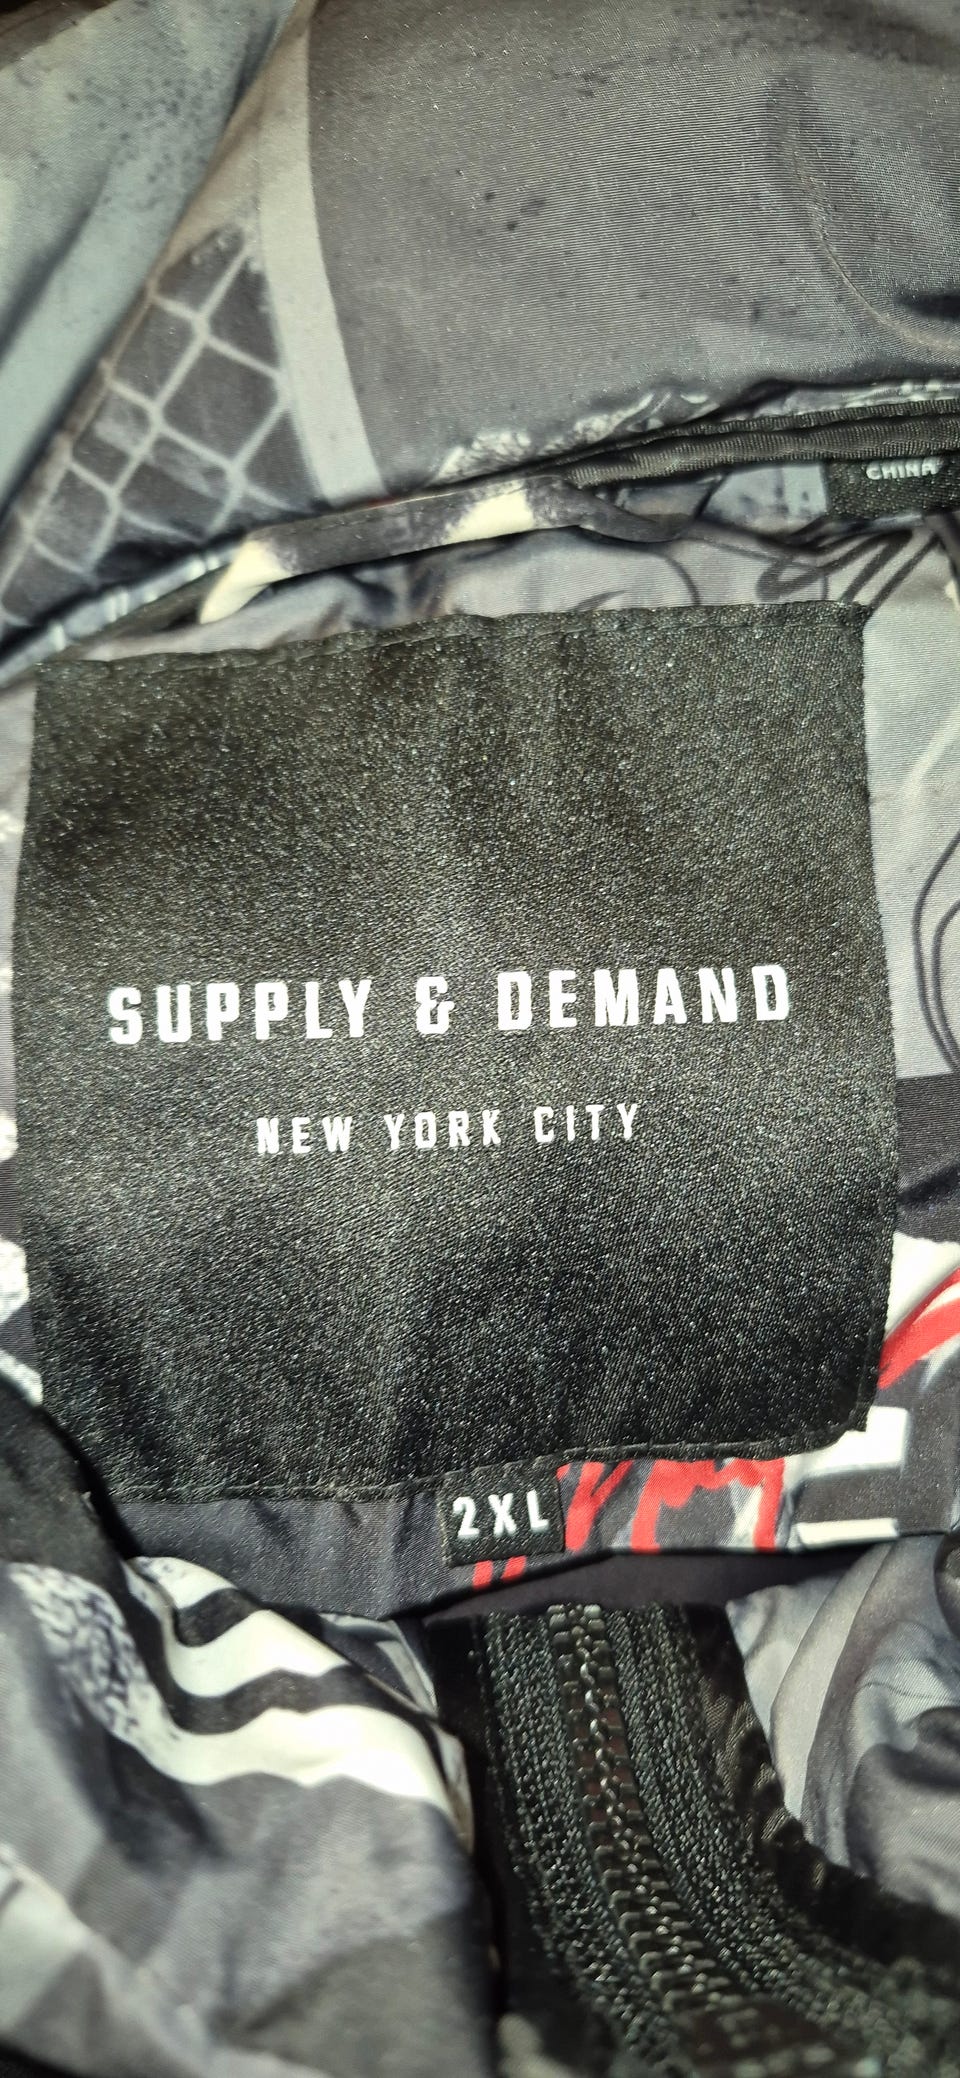 CHINA
SUPPLY & DEMAND
NEW YORK CITY
2XL